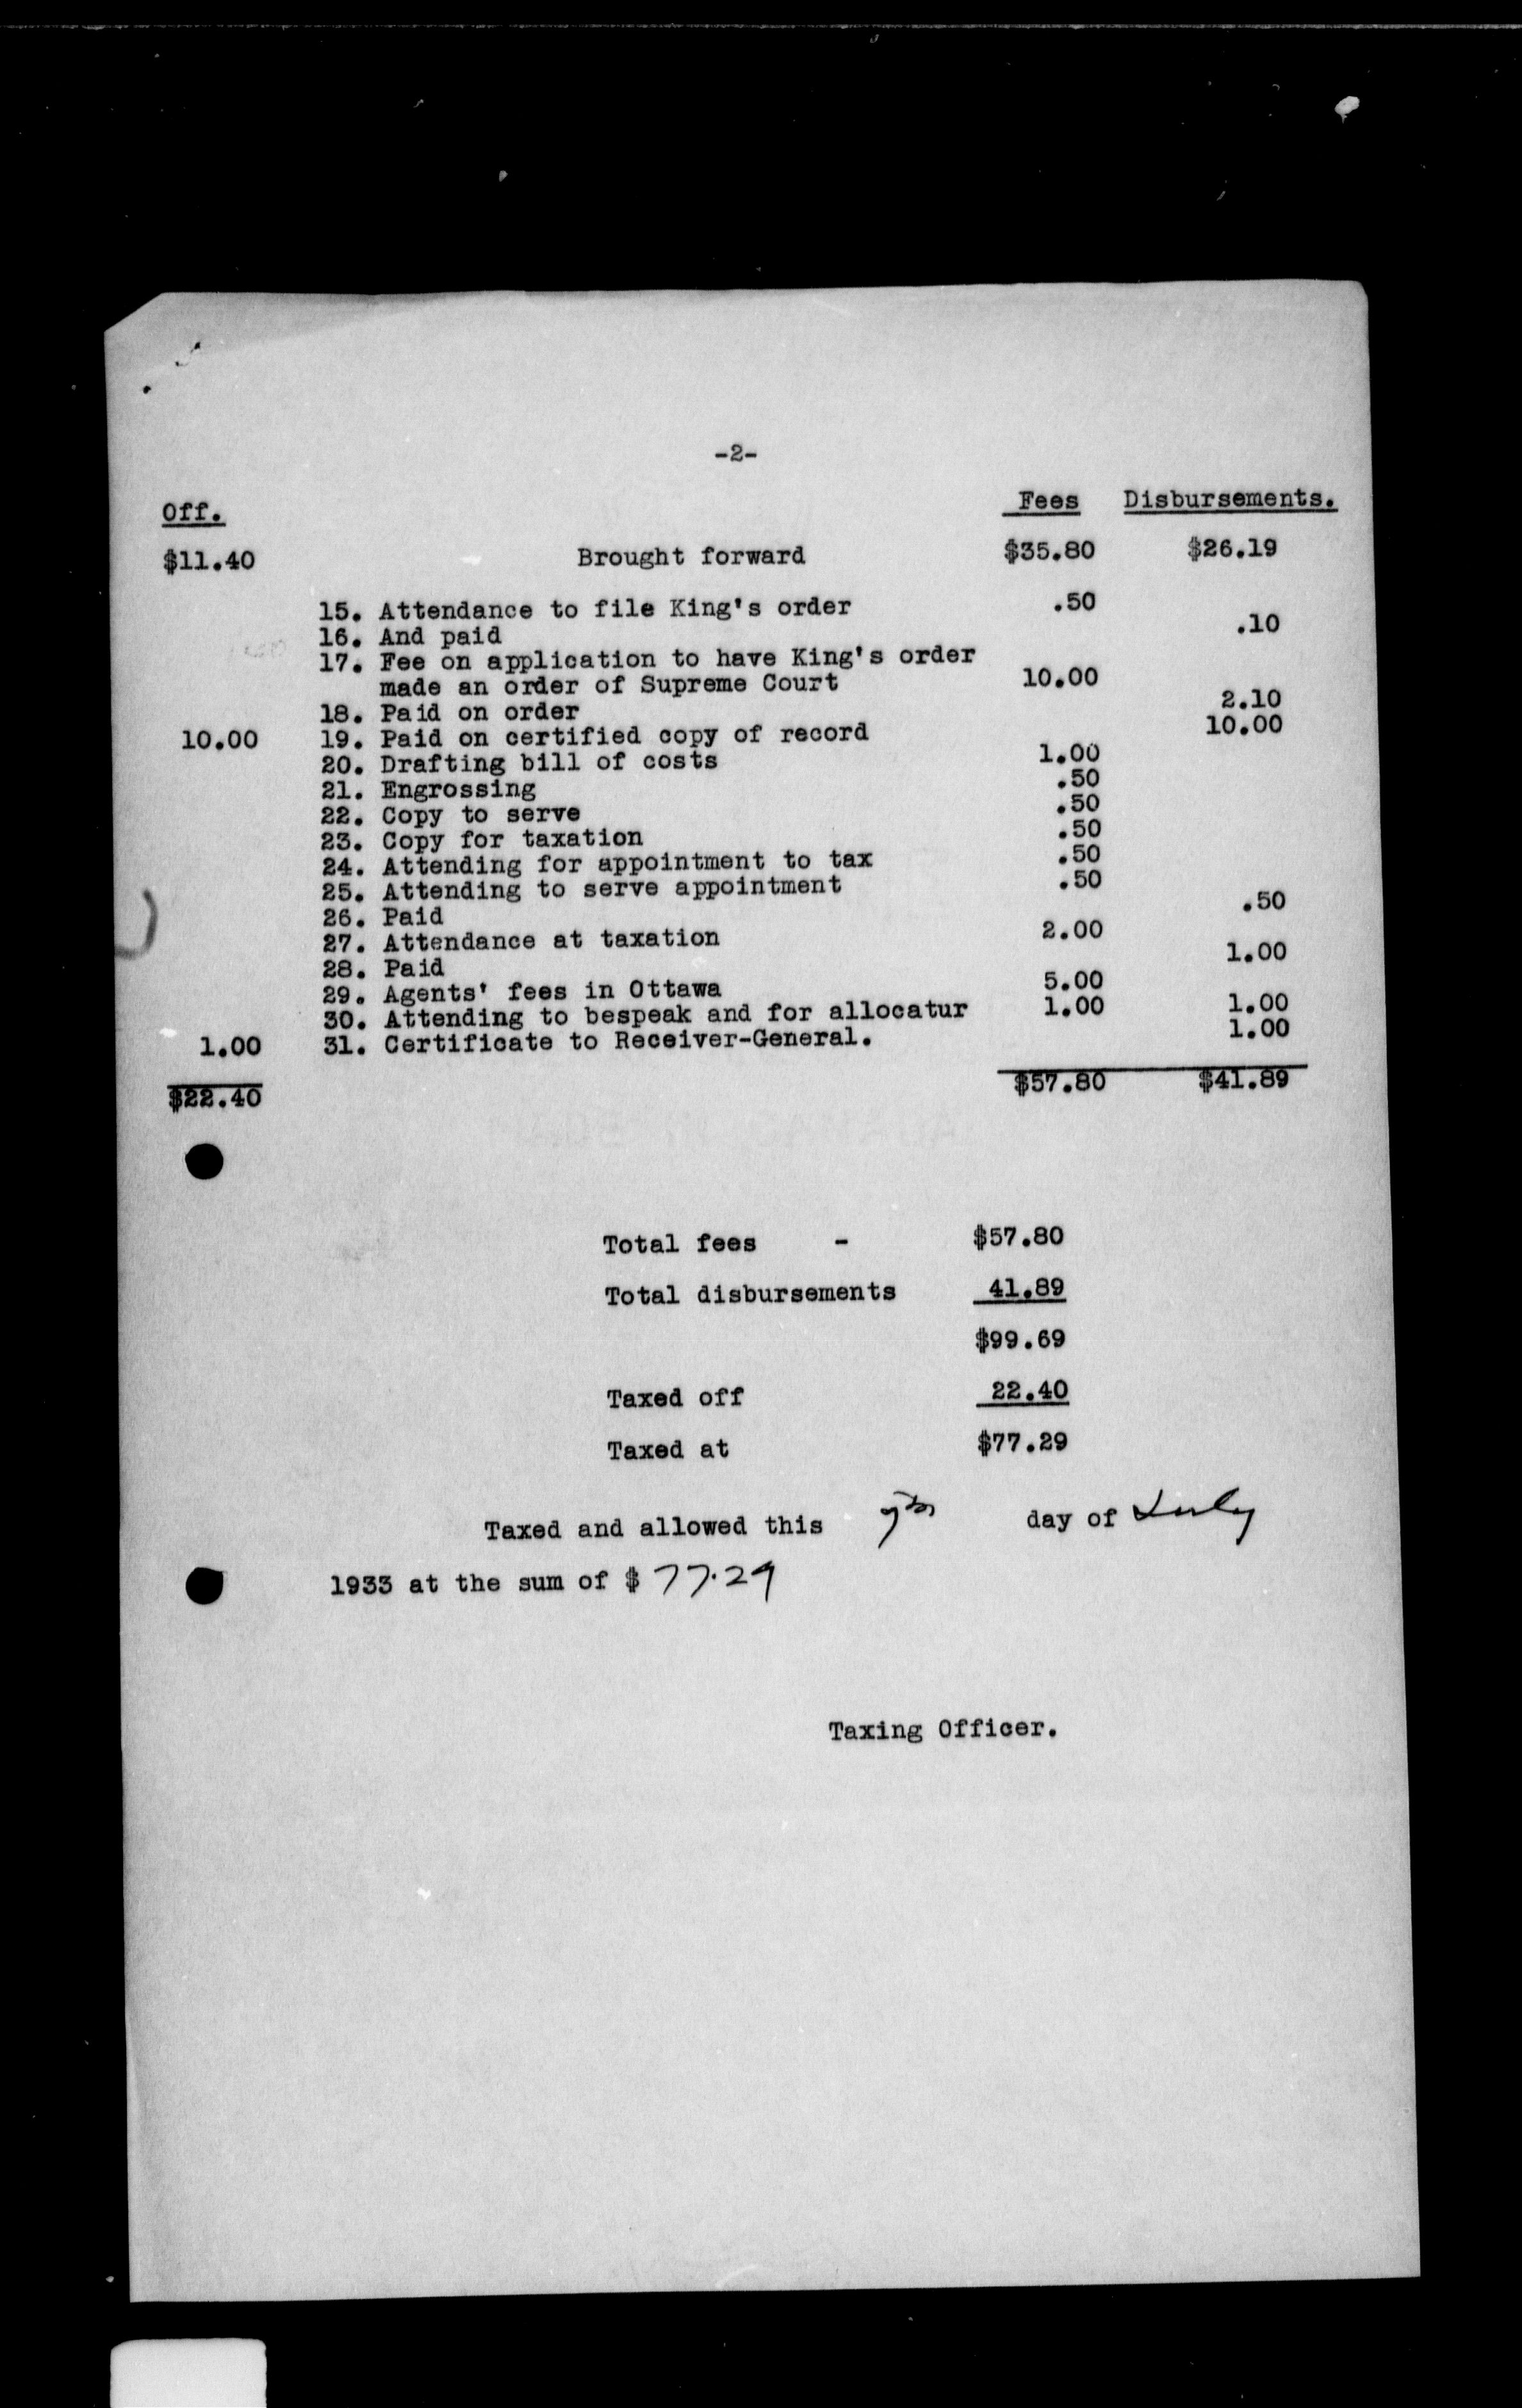 -2-
Off. Fees Disbursements.
$11.40 Brought forward $35.80 $26.19
15. Attendance to file King's order .50
16. And paid .10
17. Fee on application to have King's order
made an order of Supreme Court 10.00
18. Paid on order 2.10
10.00 19. Paid on certified copy of record 10.00
20. Drafting bill of costs 1.00
21. Engrossing .50
22. Copy to serve .50
23. Copy for taxation .50
24. Attending for appointment to tax .50
25. Attending to serve appointment .50
26. Paid .50
27. Attendance at taxation 2.00
28. Paid 1.00
29. Agents' fees in Ottawa 5.00
30. Attending to bespeak and for allocatur 1.00 1.00
1.00 31. Certificate to Receiver-General. 1.00
$22.40 $57.80 $41.89
Total fees - $57.80
Total disbursements 41.89
$99.69
Taxed off 22.40
Taxed at $77.29
Taxed and allowed this 7th day of July
1933 at the sum of $ 77.29
Taxing Officer.